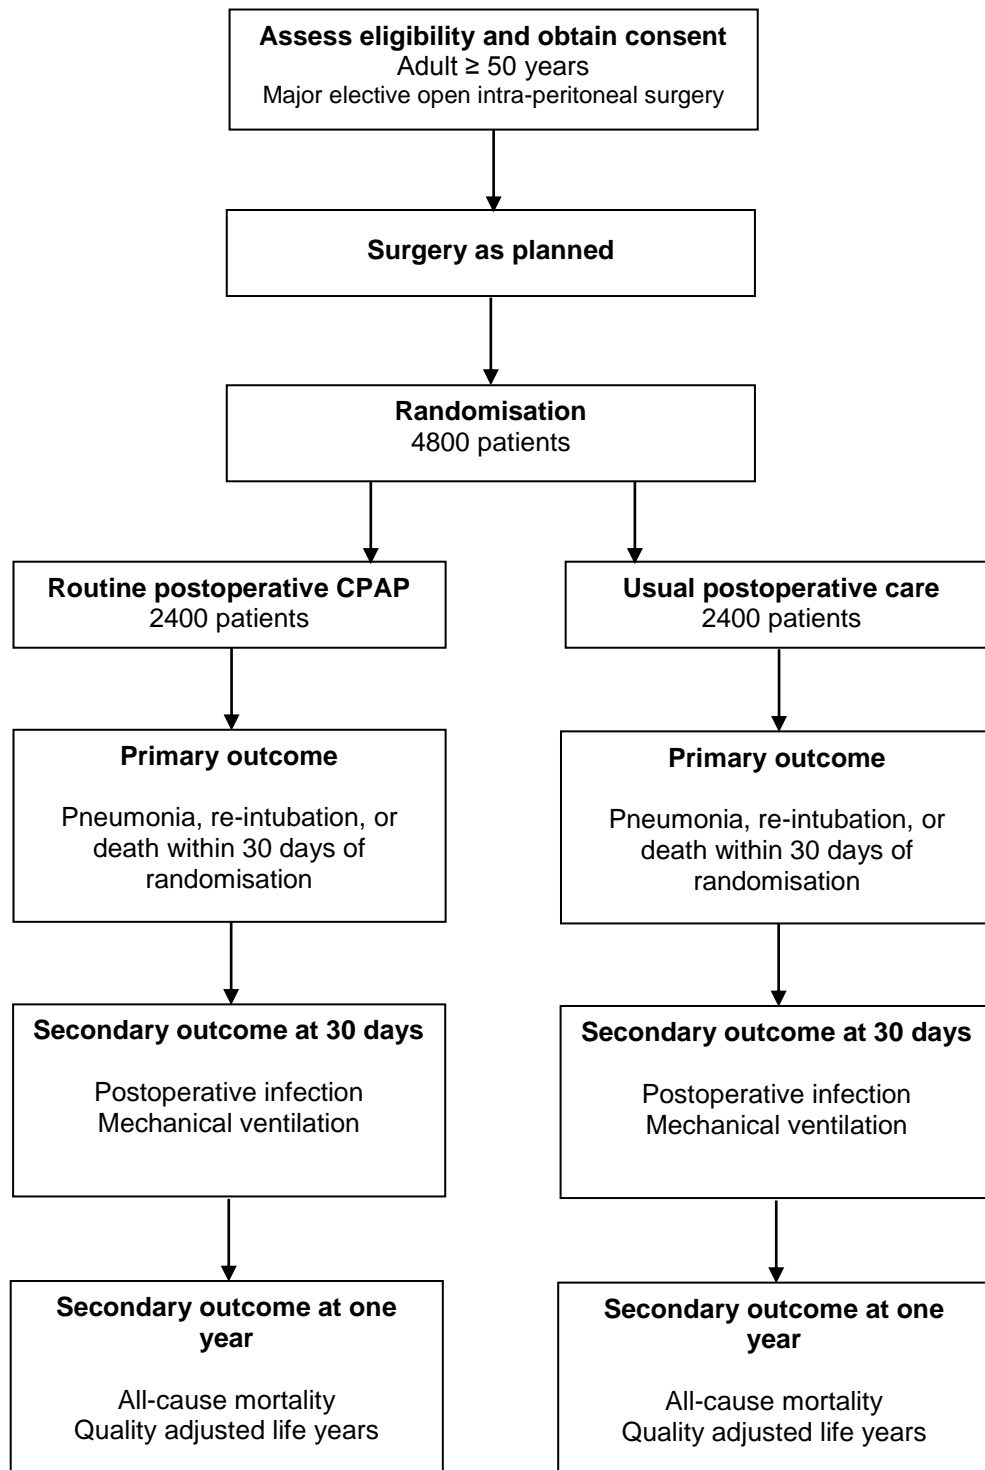 Assess eligibility and obtain consent
Adult ≥ 50 years
Major elective open intra-peritoneal surgery
Surgery as planned
Randomisation
4800 patients
Routine postoperative CPAP
2400 patients
Usual postoperative care
2400 patients
Primary outcome
Pneumonia, re-intubation, or
death within 30 days of
randomisation
Primary outcome
Pneumonia, re-intubation, or
death within 30 days of
randomisation
Secondary outcome at 30 days
Postoperative infection
Mechanical ventilation
Secondary outcome at 30 days
Postoperative infection
Mechanical ventilation
Secondary outcome at one
year
All-cause mortality
Quality adjusted life years
Secondary outcome at one
year
All-cause mortality
Quality adjusted life years